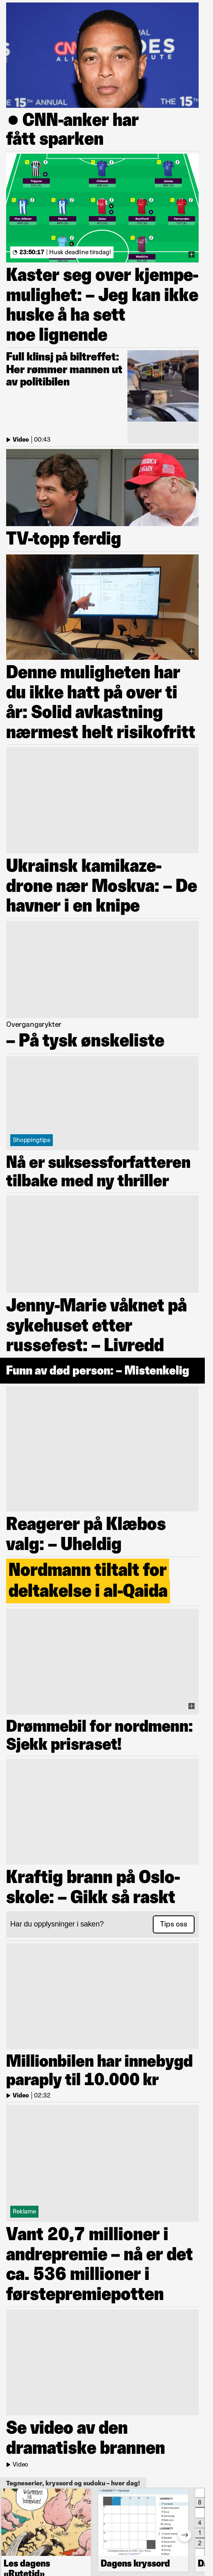 CNN-anker har
fått sparken
23:50:17 | Husk deadline tirsdag!
Kaster seg over kjempe-
mulighet: – Jeg kan ikke
huske å ha sett
noe lignende
Full klinsj på biltreffet:
Her rømmer mannen ut
av politibilen
Video | 00:43
TV-topp ferdig
Denne muligheten har
du ikke hatt på over ti
år: Solid avkastning
nærmest helt risikofritt
Ukrainsk kamikaze-
drone nær Moskva: – De
havner i en knipe
Overgangsrykter
– På tysk ønskeliste
Shoppingtips
Nå er suksessforfatteren
tilbake med ny thriller
Jenny-Marie våknet på
sykehuset etter
russefest: – Livredd
Funn av død person: – Mistenkelig
Reagerer på Klæbos
valg: – Uheldig
Nordmann tiltalt for
deltakelse i al-Qaida
Drømmebil for nordmenn:
Sjekk prisraset!
Kraftig brann på Oslo-
skole: – Gikk så raskt
Har du opplysninger i saken?
Tips oss
Millionbilen har innebygd
paraply til 10.000 kr
Video | 02:32
Reklame
Vant 20,7 millioner i
andrepremie – nå er det
ca. 536 millioner i
førstepremiepotten
Se video av den
dramatiske brannen
Video
Tegneserier, kryssord og sudoku – hver dag!
Les dagens
«Rutetid»
Dagens kryssord